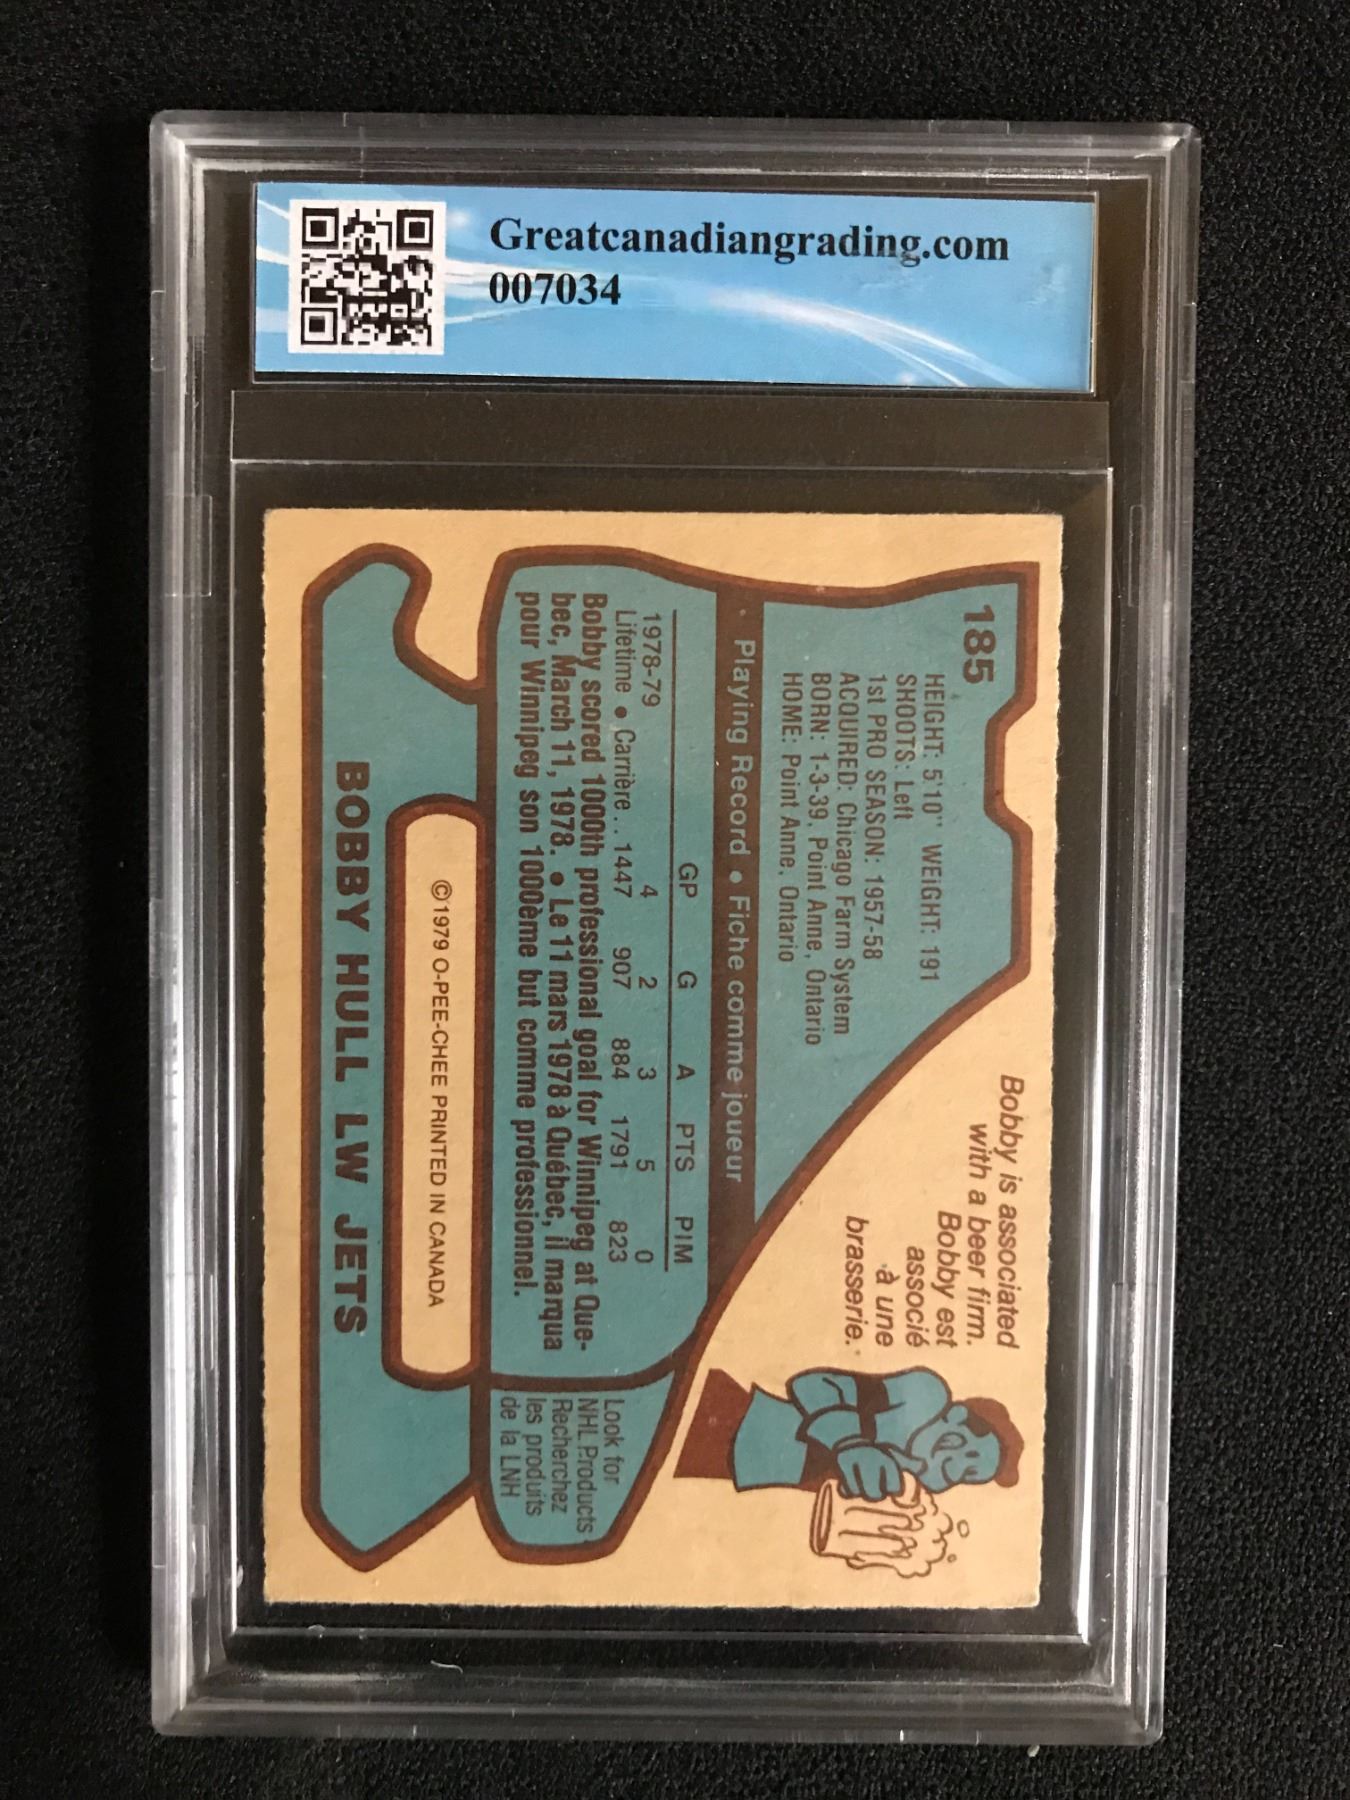 Greatcanadiangrading.com
007034
185
HEIGHT: 5'10" WEIGHT: 191
SHOOTS: Left
1st PRO SEASON: 1957-58
ACQUIRED: Chicago Farm System
BORN: 1-3-39, Point Anne, Ontario
HOME: Point Anne, Ontario
Bobby is associated
with a beer firm.
Bobby est
associé
à une
brasserie.
Playing Record • Fiche comme joueur
GP G A PTS PIM
1978-79 4 2 3 5 0
Lifetime • Carrière... 1447 907 884 1791 823
Bobby scored 1000th professional goal for Winnipeg at Que-
bec, March 11, 1978. • Le 11 mars 1978 à Québec, il marqua
pour Winnipeg son 1000ème but comme professionnel.
Look for
NHL Products
Recherchez
les produits
de la LNH
©1979 O-PEE-CHEE PRINTED IN CANADA
BOBBY HULL LW JETS